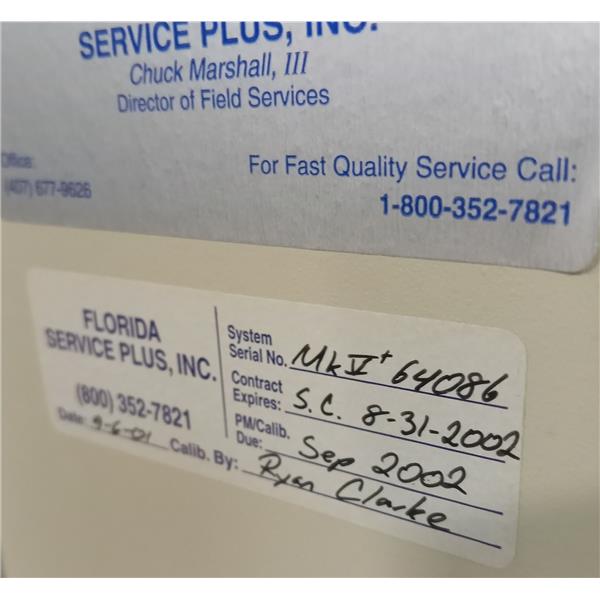 SERVICE PLUS, INC.
Chuck Marshall, III
Director of Field Services
Office:
(407) 677-9626
For Fast Quality Service Call:
1-800-352-7821
FLORIDA
SERVICE PLUS, INC.
(800) 352-7821
Date: 9-6-01
System
Serial No. Mk V+ 64086
Contract
Expires: S.C. 8-31-2002
PM/Calib.
Due: Sep 2002
Calib. By: Ryan Clarke